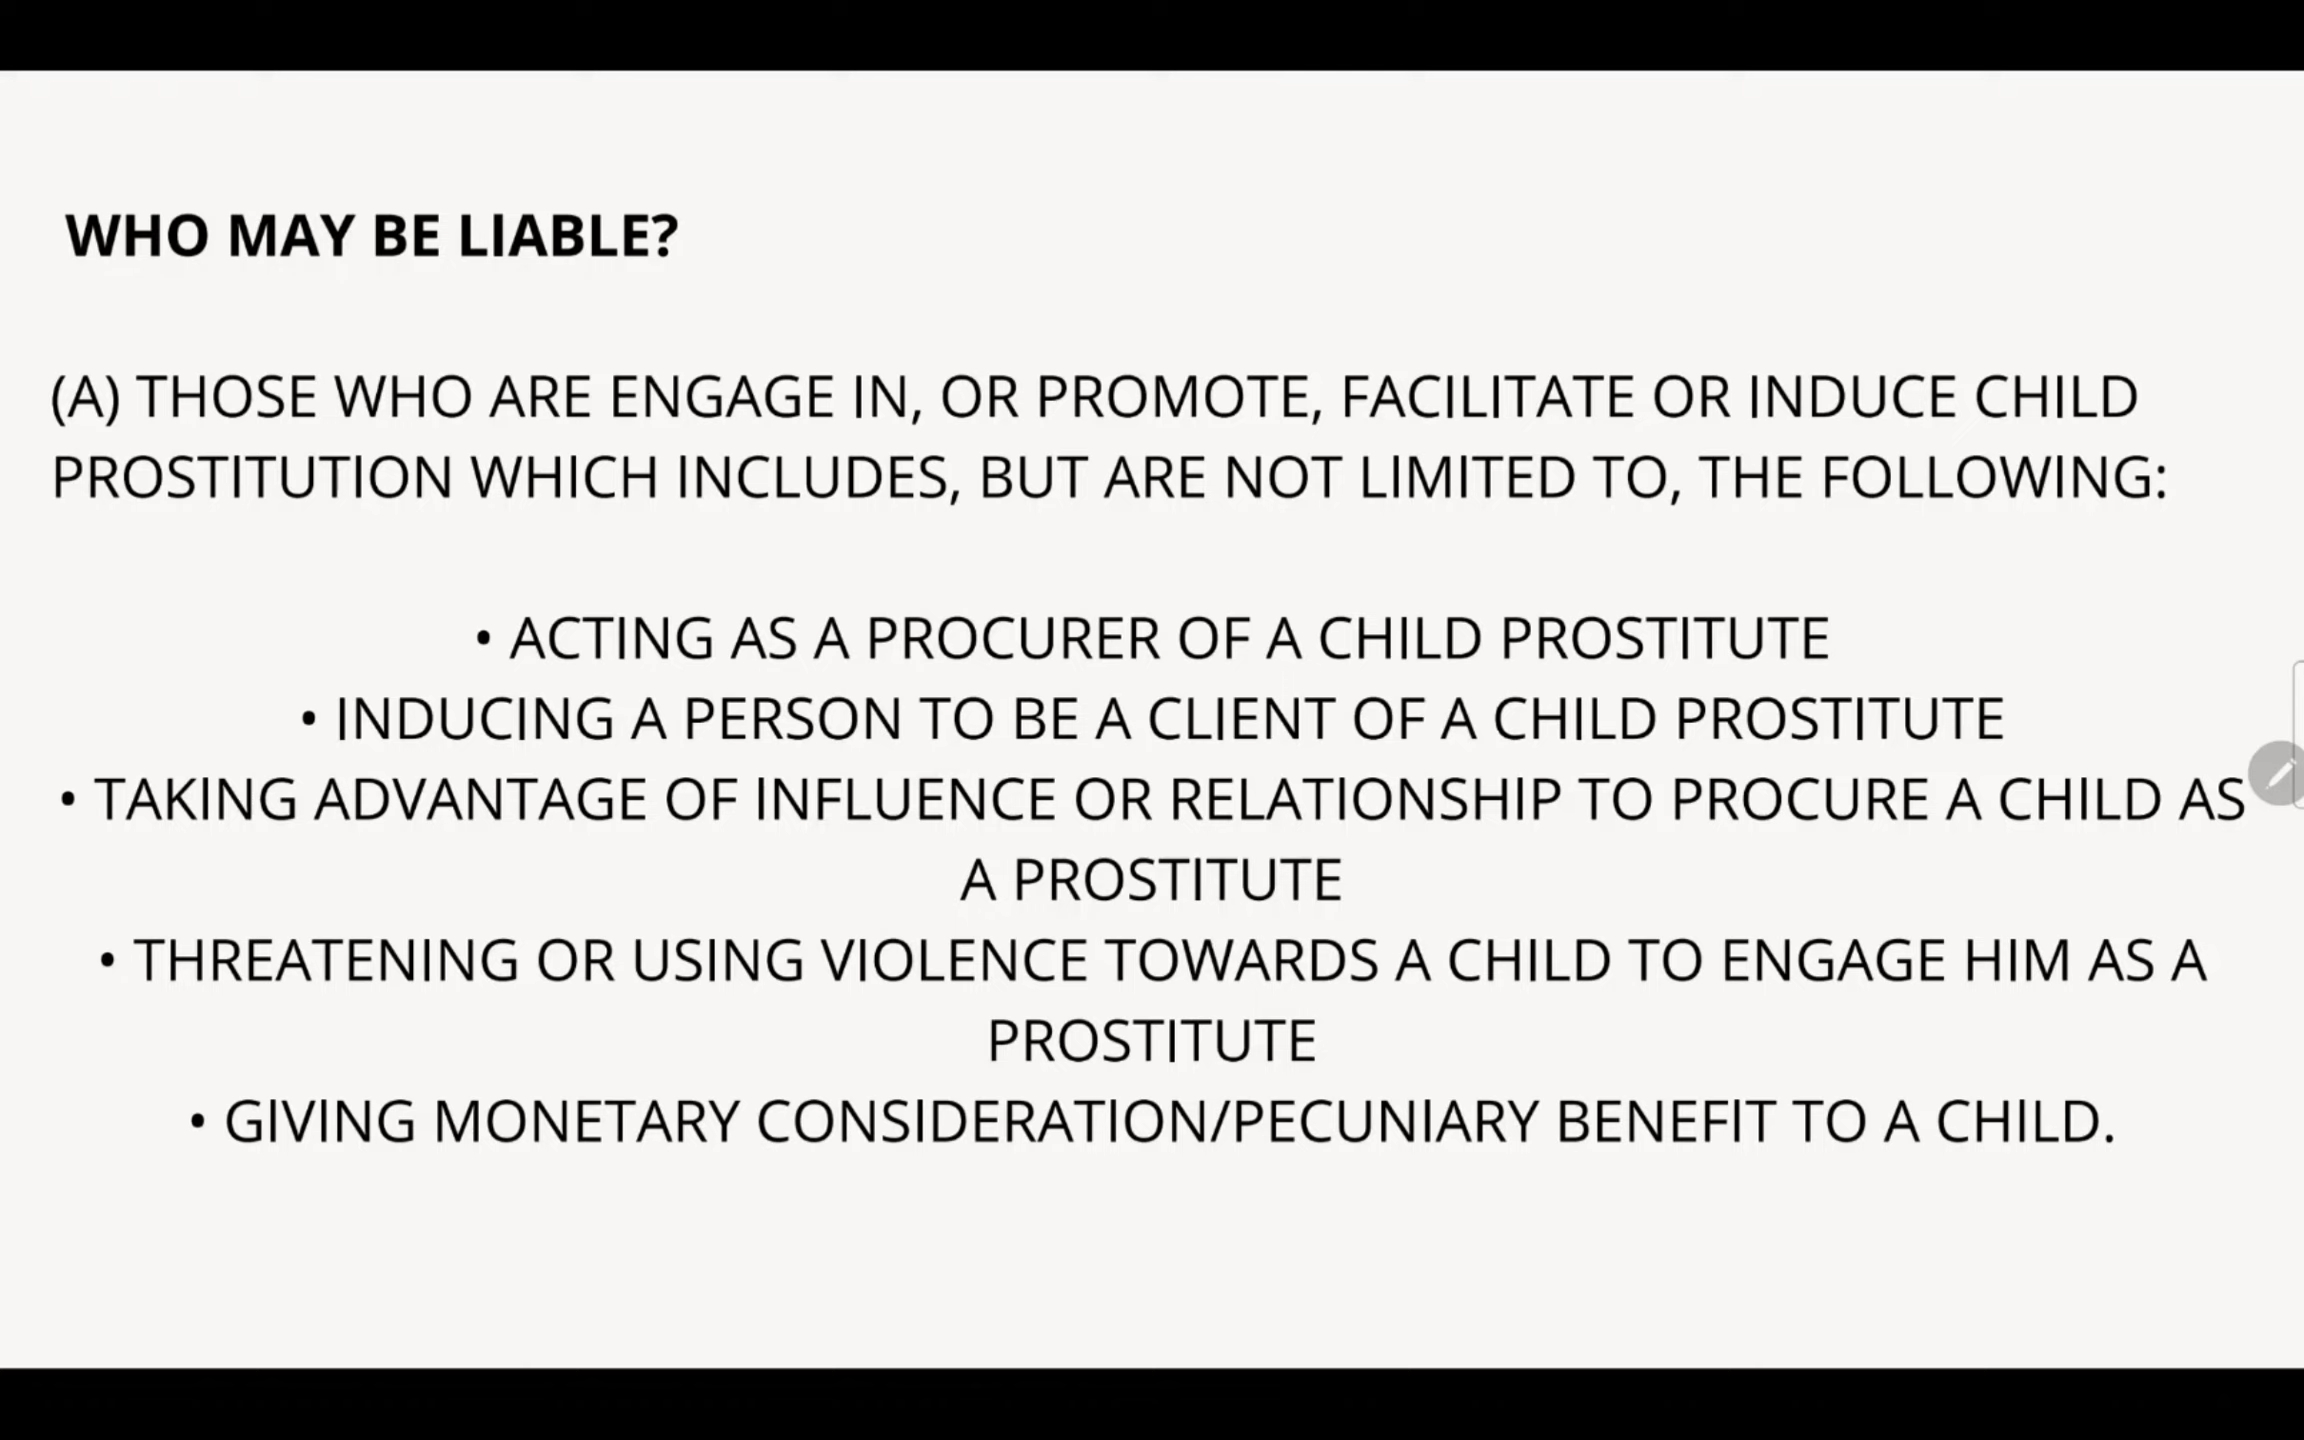 WHO MAY BE LIABLE?
(A) THOSE WHO ARE ENGAGE IN, OR PROMOTE, FACILITATE OR INDUCE CHILD
PROSTITUTION WHICH INCLUDES, BUT ARE NOT LIMITED TO, THE FOLLOWING:
• ACTING AS A PROCURER OF A CHILD PROSTITUTE
• INDUCING A PERSON TO BE A CLIENT OF A CHILD PROSTITUTE
• TAKING ADVANTAGE OF INFLUENCE OR RELATIONSHIP TO PROCURE A CHILD AS
A PROSTITUTE
• THREATENING OR USING VIOLENCE TOWARDS A CHILD TO ENGAGE HIM AS A
PROSTITUTE
• GIVING MONETARY CONSIDERATION/PECUNIARY BENEFIT TO A CHILD.